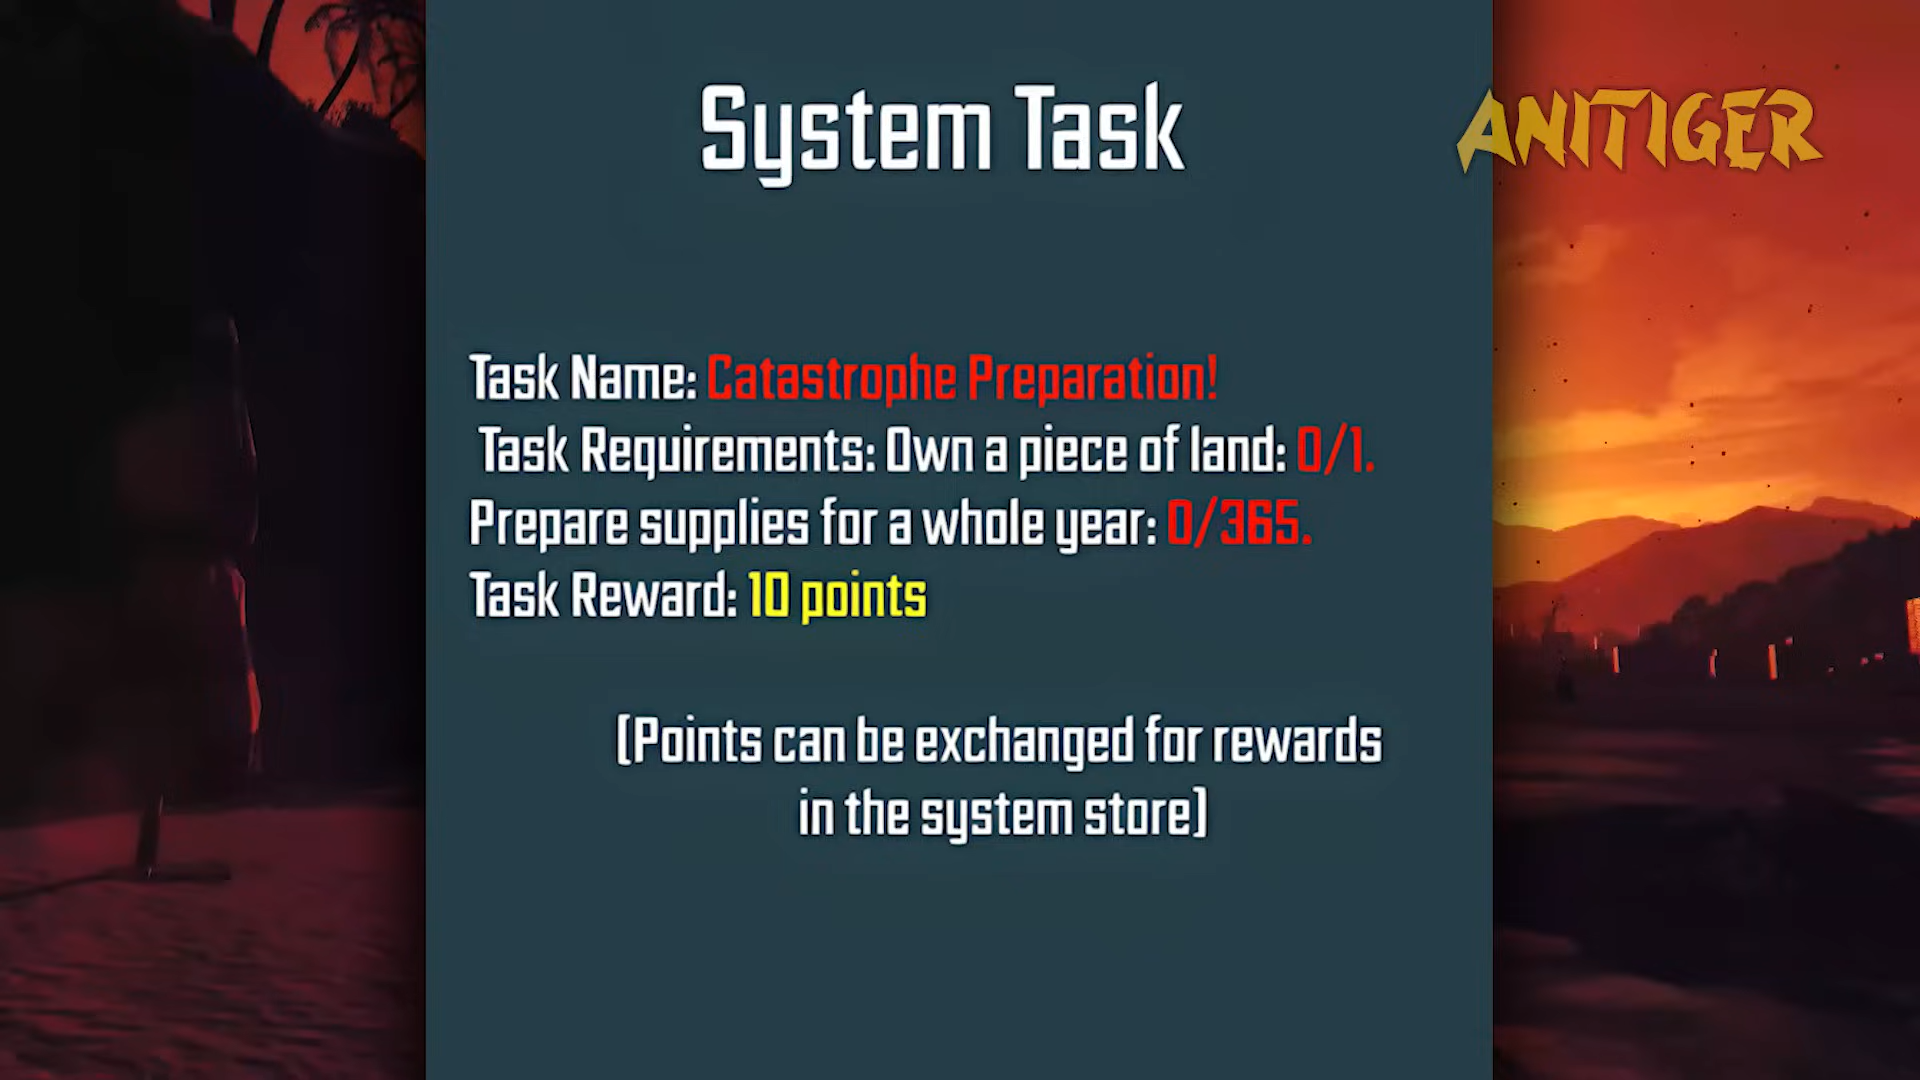 System Task
ANITIGER
Task Name: Catastrophe Preparation!
Task Requirements: Own a piece of land: 0/1.
Prepare supplies for a whole year: 0/365.
Task Reward: 10 points
(Points can be exchanged for rewards
in the system store)